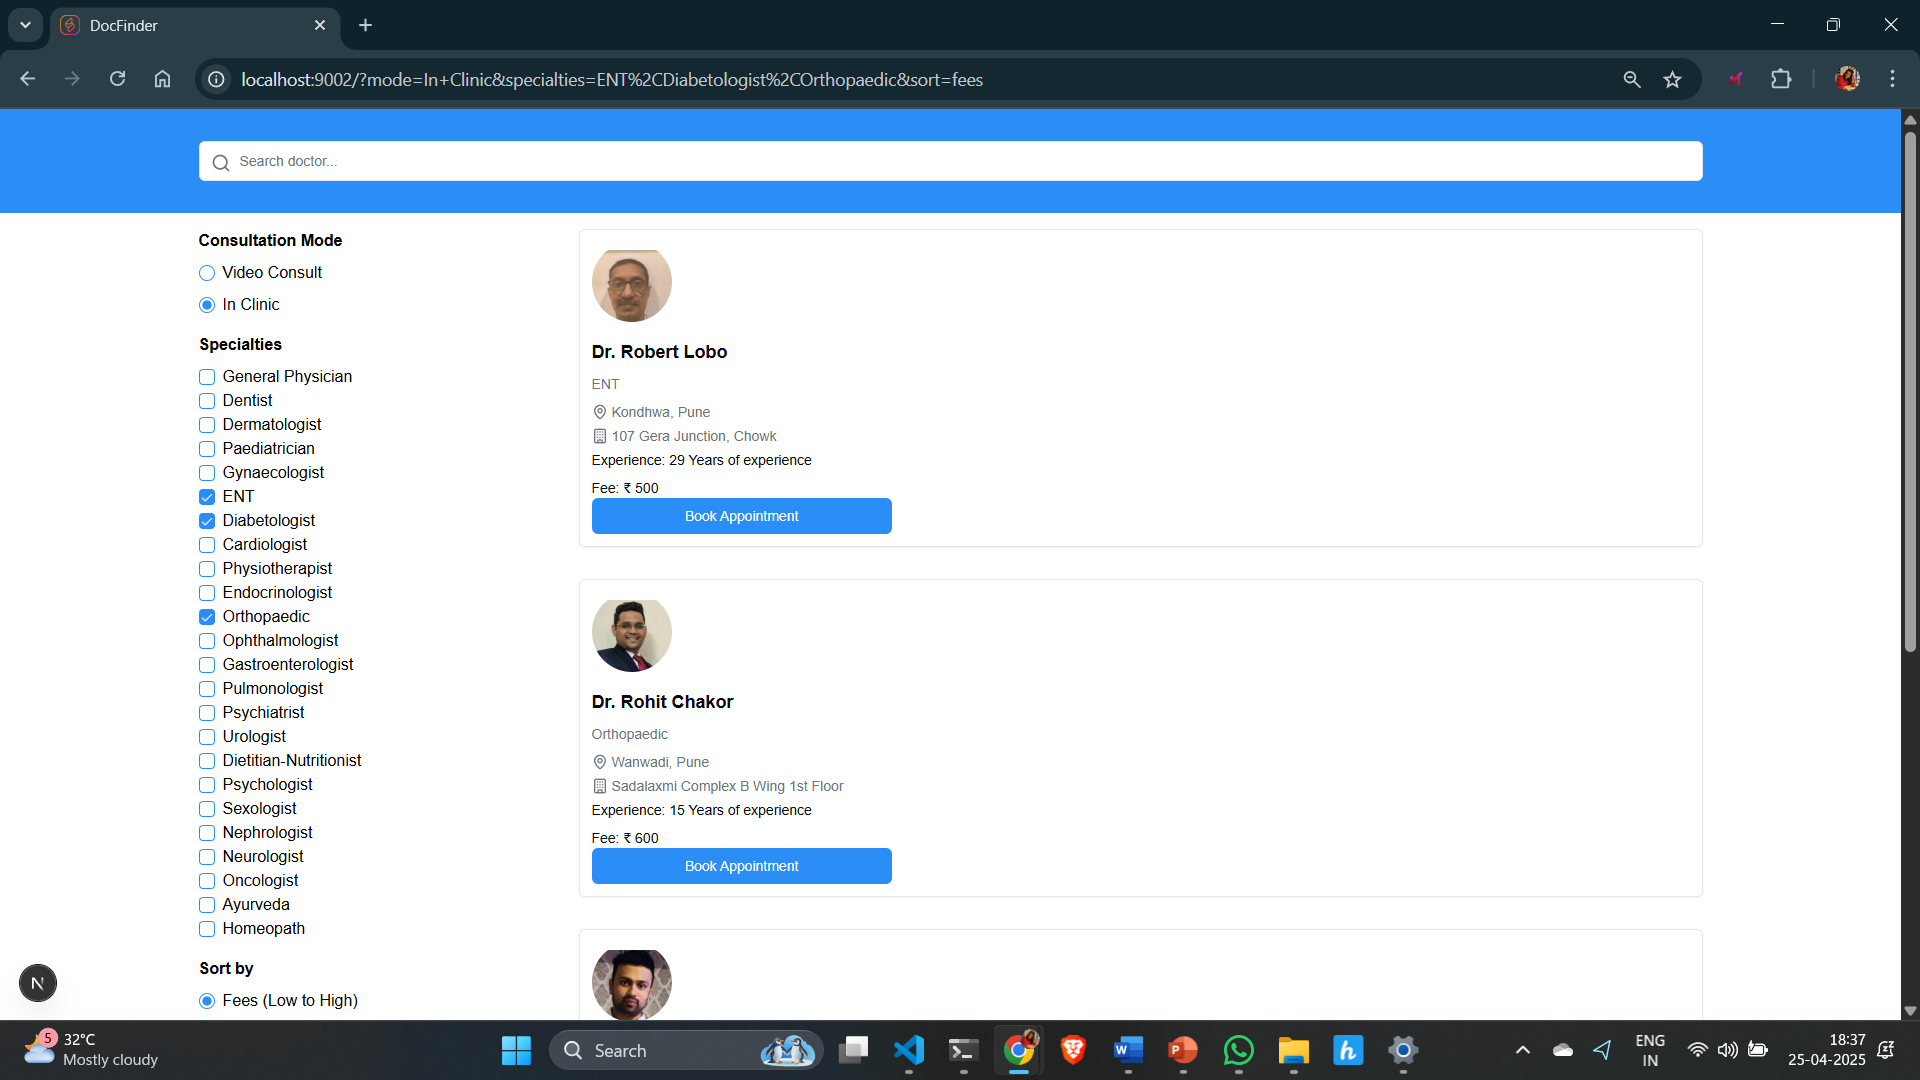 DocFinder
localhost:9002/?mode=In+Clinic&specialties=ENT%2CDiabetologist%2COrthopaedic&sort=fees
Search doctor...
Consultation Mode
Video Consult
In Clinic
Specialties
General Physician
Dentist
Dermatologist
Paediatrician
Gynaecologist
ENT
Diabetologist
Cardiologist
Physiotherapist
Endocrinologist
Orthopaedic
Ophthalmologist
Gastroenterologist
Pulmonologist
Psychiatrist
Urologist
Dietitian-Nutritionist
Psychologist
Sexologist
Nephrologist
Neurologist
Oncologist
Ayurveda
Homeopath
Sort by
Fees (Low to High)
Dr. Robert Lobo
ENT
Kondhwa, Pune
107 Gera Junction, Chowk
Experience: 29 Years of experience
Fee: ₹ 500
Book Appointment
Dr. Rohit Chakor
Orthopaedic
Wanwadi, Pune
Sadalaxmi Complex B Wing 1st Floor
Experience: 15 Years of experience
Fee: ₹ 600
Book Appointment
N
5
32°C
Mostly cloudy
Search
W
P
h
ENG
IN
18:37
25-04-2025